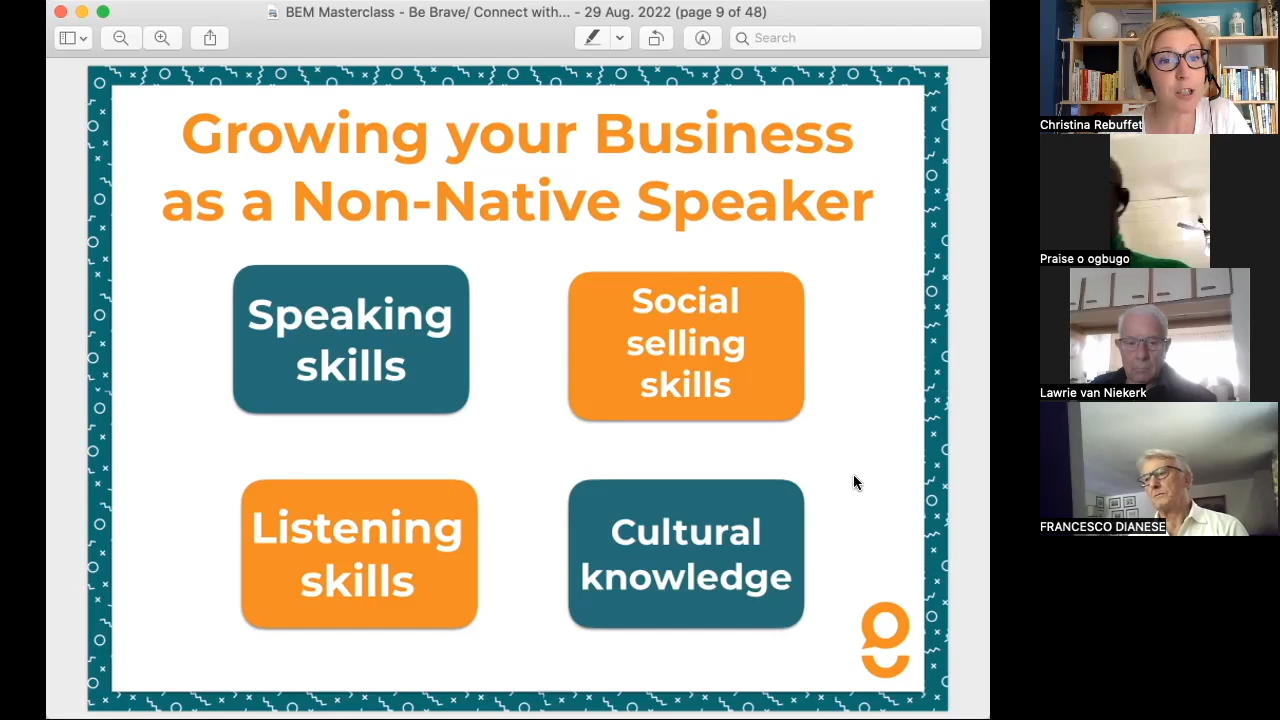 BEM Masterclass - Be Brave/ Connect with... - 29 Aug. 2022 (page 9 of 48)
Search
Growing your Business
as a Non-Native Speaker
Speaking
skills
Social
selling
skills
Listening
skills
Cultural
knowledge
Christina Rebuffet
Praise o ogbugo
Lawrie van Niekerk
FRANCESCO DIANESE